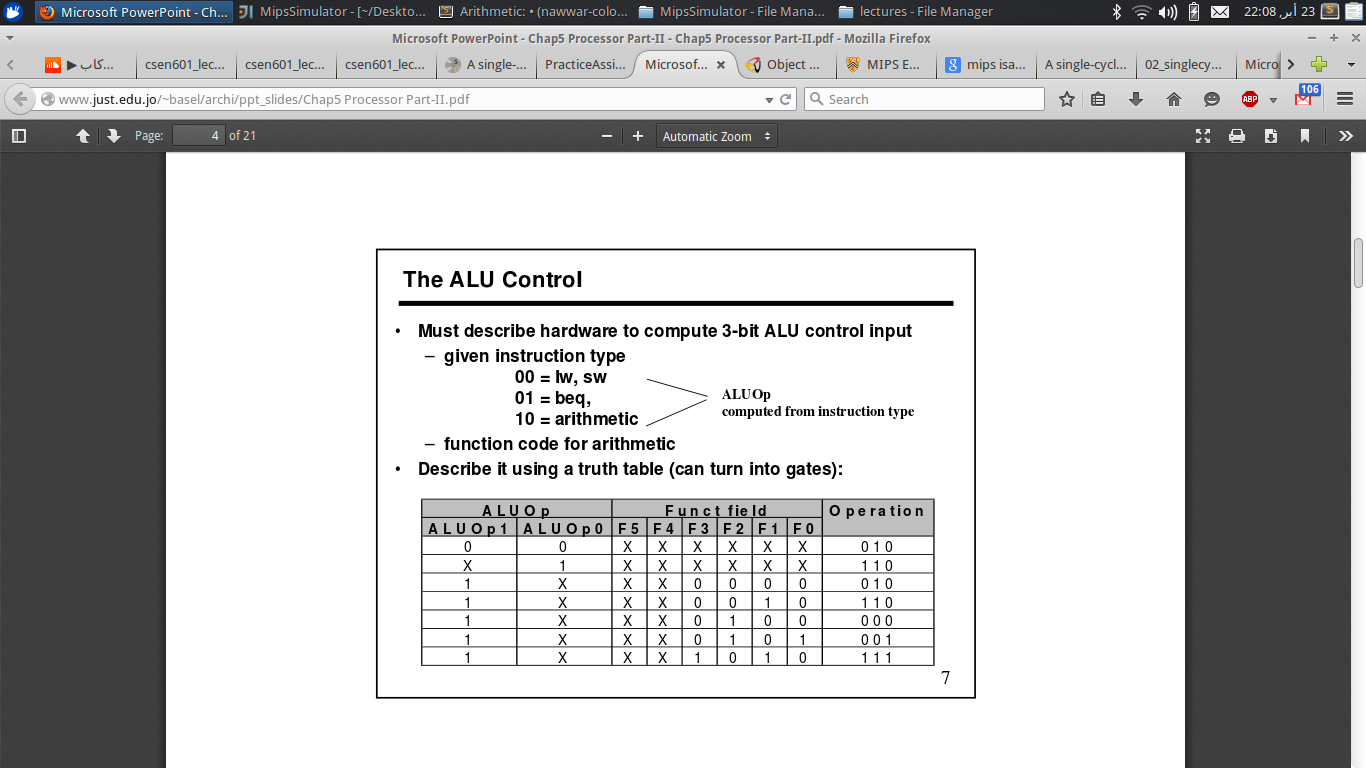 Microsoft PowerPoint - Ch... MipsSimulator - [~/Deskto... Arithmetic: • (nawwar-colo... MipsSimulator - File Mana... lectures - File Manager 22:08, أبر 23
Microsoft PowerPoint - Chap5 Processor Part-II - Chap5 Processor Part-II.pdf - Mozilla Firefox
▶ كتاب... csen601_lec... csen601_lec... csen601_lec... A single-... PracticeAssi... Microsof... Object ... MIPS E... mips isa... A single-cycl... 02_singlecy... Micro
www.just.edu.jo/~basel/archi/ppt_slides/Chap5 Processor Part-II.pdf Search ABP 106
Page: 4 of 21 Automatic Zoom
The ALU Control
• Must describe hardware to compute 3-bit ALU control input
– given instruction type
00 = lw, sw
01 = beq,
10 = arithmetic
ALUOp
computed from instruction type
– function code for arithmetic
• Describe it using a truth table (can turn into gates):
ALUOp Funct field Operation
ALUOp1 ALUOp0 F5 F4 F3 F2 F1 F0
0 0 X X X X X X 010
X 1 X X X X X X 110
1 X X X 0 0 0 0 010
1 X X X 0 0 1 0 110
1 X X X 0 1 0 0 000
1 X X X 0 1 0 1 001
1 X X X 1 0 1 0 111
7